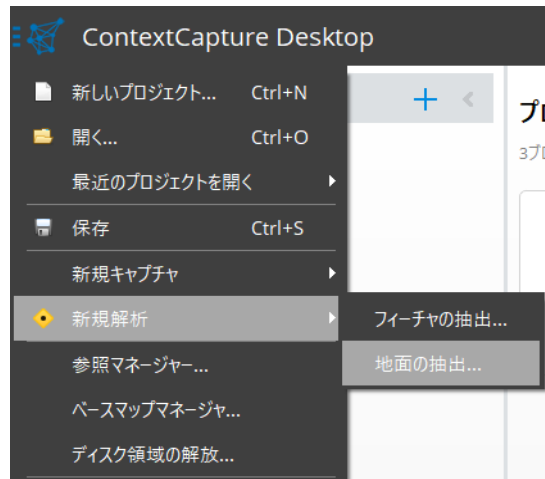 ContextCapture Desktop
新しいプロジェクト... Ctrl+N
開く... Ctrl+O
最近のプロジェクトを開く
保存 Ctrl+S
新規キャプチャ
新規解析
フィーチャの抽出...
地面の抽出...
参照マネージャー...
ベースマップマネージャ...
ディスク領域の解放...
3プロ